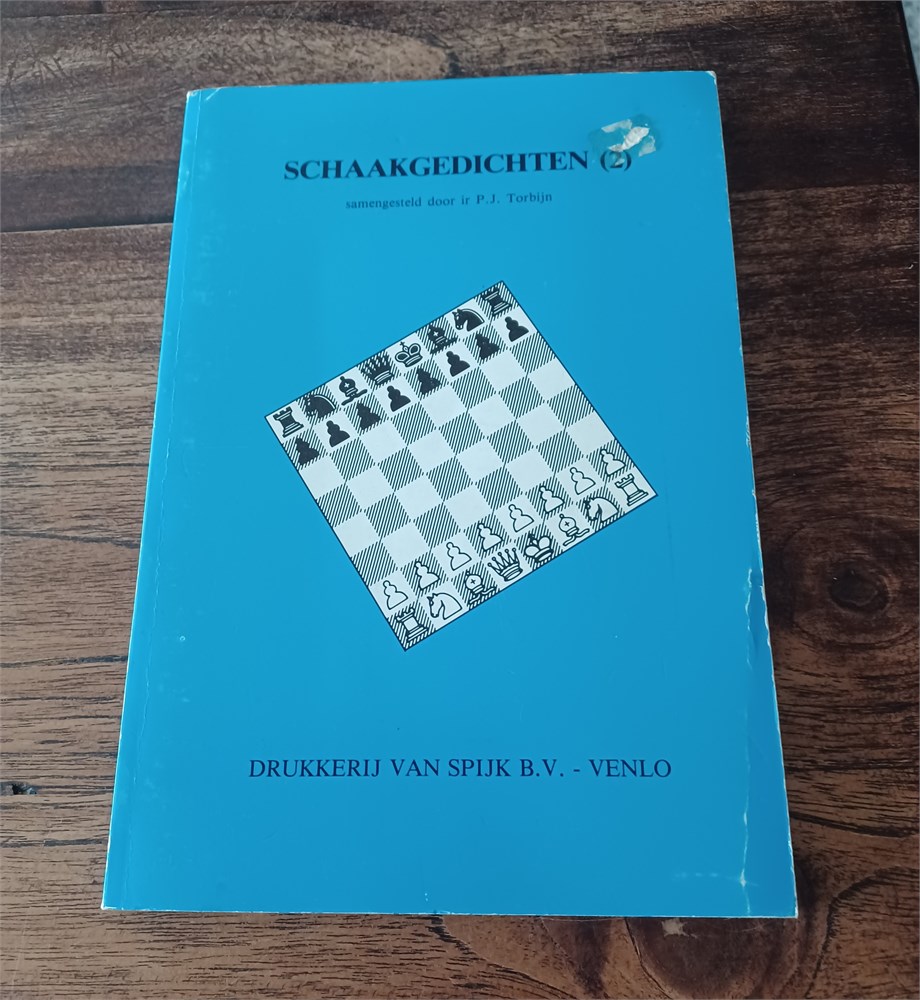 SCHAAKGEDICHTEN (2)
samengesteld door ir P.J. Torbijn
DRUKKERIJ VAN SPIJK B.V. - VENLO